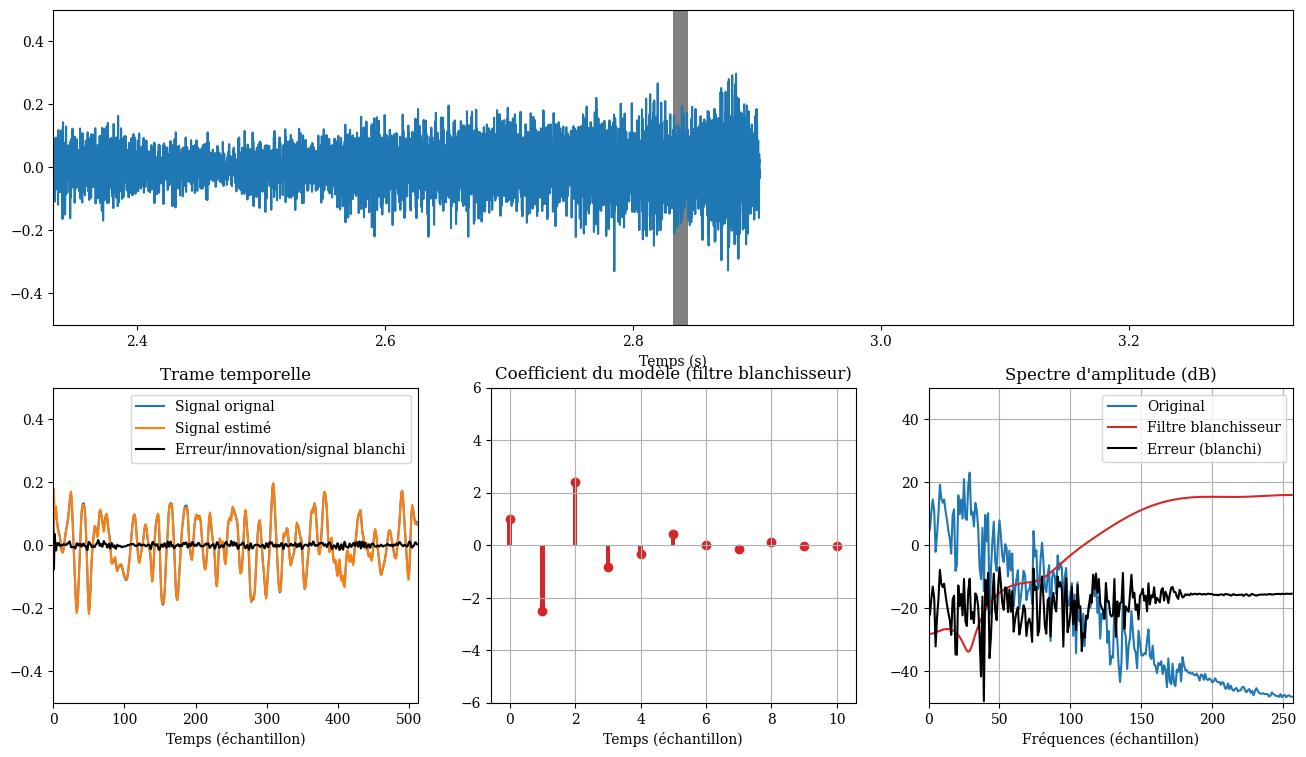 0.4
0.2
0.0
−0.2
−0.4
2.4 2.6 2.8 3.0 3.2
Temps (s)
Trame temporelle
Signal orignal
Signal estimé
Erreur/innovation/signal blanchi
0.4
0.2
0.0
−0.2
−0.4
0 100 200 300 400 500
Temps (échantillon)
Coefficient du modèle (filtre blanchisseur)
6
4
2
0
−2
−4
−6
0 2 4 6 8 10
Temps (échantillon)
Spectre d'amplitude (dB)
Original
Filtre blanchisseur
Erreur (blanchi)
40
20
0
−20
−40
0 50 100 150 200 250
Fréquences (échantillon)